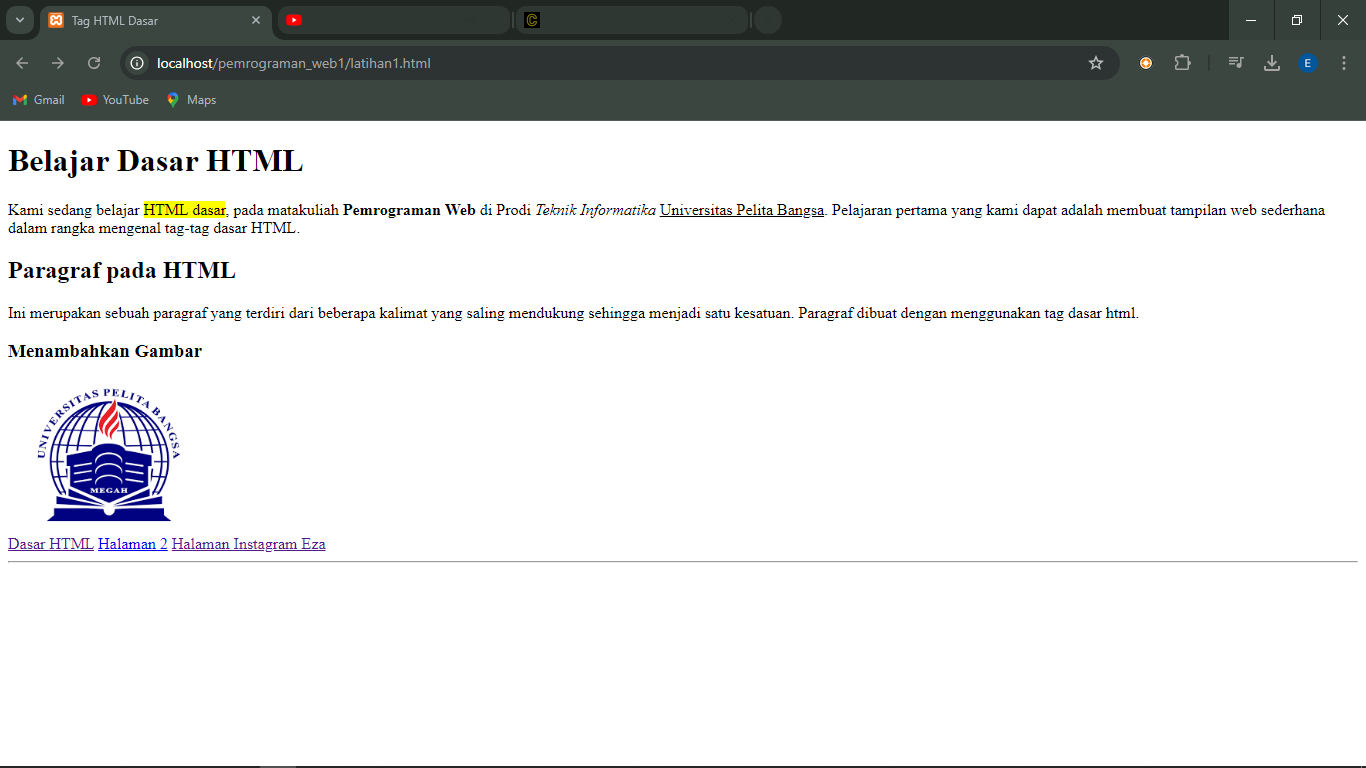 Tag HTML Dasar
localhost/pemrograman_web1/latihan1.html
E
Gmail YouTube Maps
Belajar Dasar HTML
Kami sedang belajar HTML dasar, pada matakuliah Pemrograman Web di Prodi Teknik Informatika Universitas Pelita Bangsa. Pelajaran pertama yang kami dapat adalah membuat tampilan web sederhana
dalam rangka mengenal tag-tag dasar HTML.
Paragraf pada HTML
Ini merupakan sebuah paragraf yang terdiri dari beberapa kalimat yang saling mendukung sehingga menjadi satu kesatuan. Paragraf dibuat dengan menggunakan tag dasar html.
Menambahkan Gambar
UNIVERSITAS PELITA BANGSA
MEGAH
Dasar HTML Halaman 2 Halaman Instagram Eza